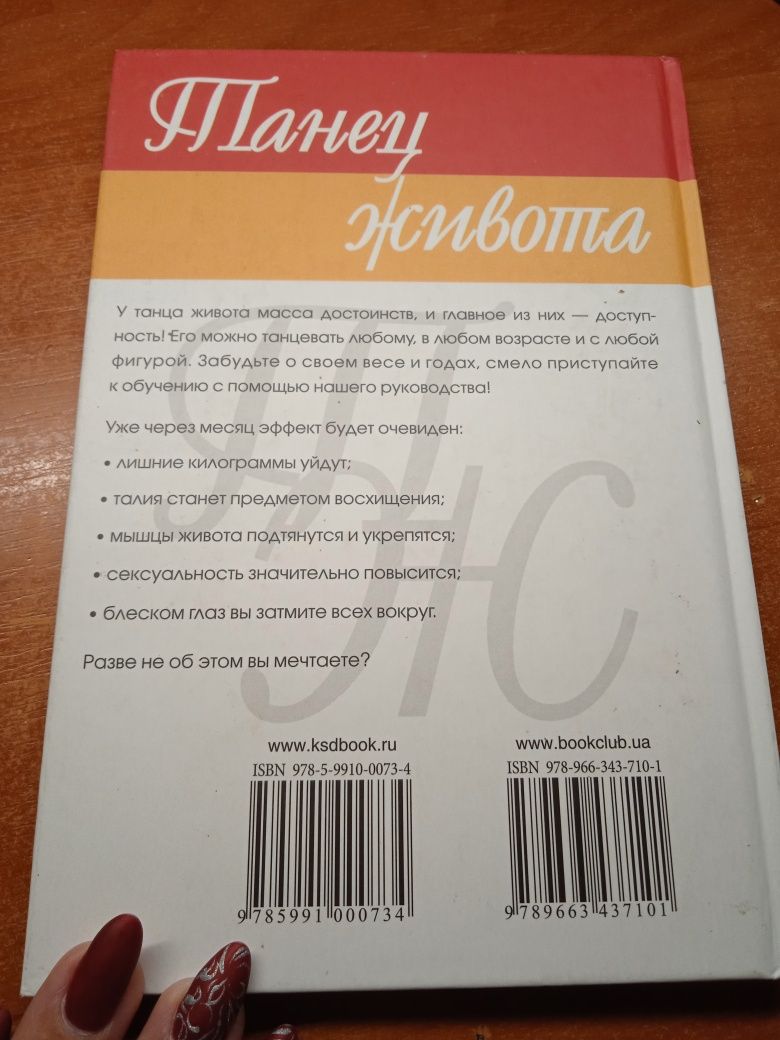 Танец
живота
У танца живота масса достоинств, и главное из них — доступ-
ность! Его можно танцевать любому, в любом возрасте и с любой
фигурой. Забудьте о своем весе и годах, смело приступайте
к обучению с помощью нашего руководства!
Уже через месяц эффект будет очевиден:
• лишние килограммы уйдут;
• талия станет предметом восхищения;
• мышцы живота подтянутся и укрепятся;
• сексуальность значительно повысится;
• блеском глаз вы затмите всех вокруг.
Разве не об этом вы мечтаете?
www.ksdbook.ru
ISBN 978-5-9910-0073-4
9 785991 000734
www.bookclub.ua
ISBN 978-966-343-710-1
9 789663 437101
ТЖ